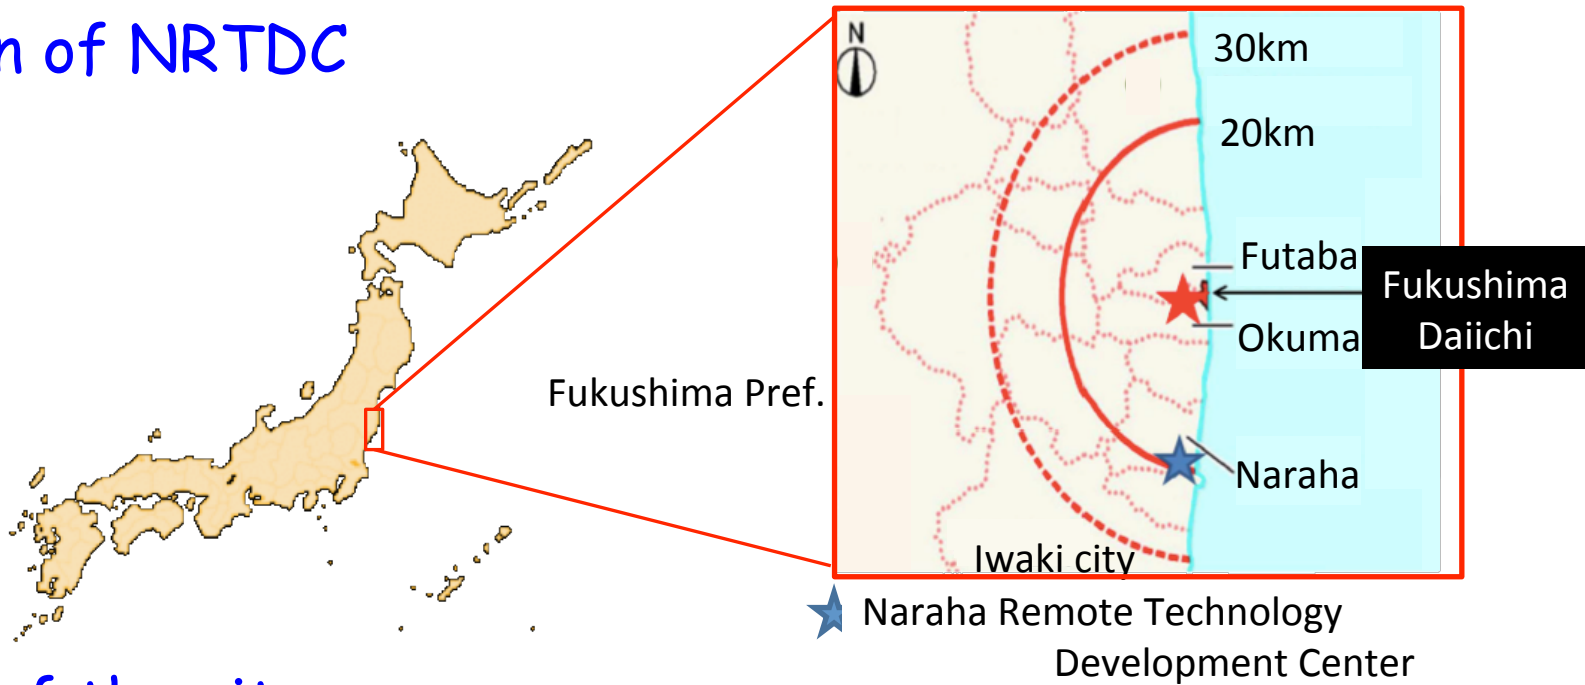 of NRTDC
N
30km
20km
Futaba
Fukushima
Daiichi
Okuma
Fukushima Pref.
Naraha
Iwaki city
Naraha Remote Technology
Development Center